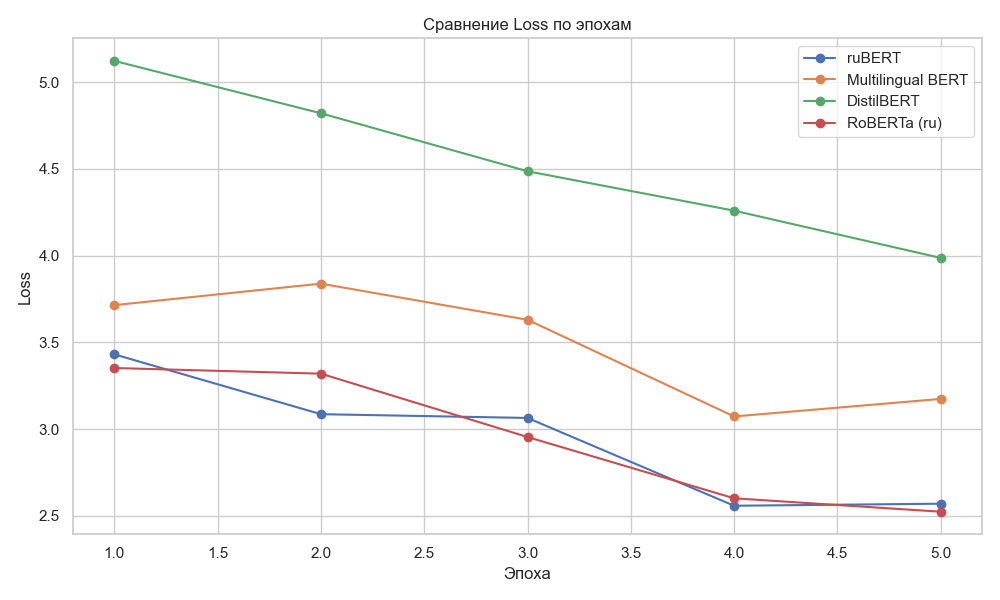 Сравнение Loss по эпохам
ruBERT
Multilingual BERT
DistilBERT
RoBERTa (ru)
Loss
5.0
4.5
4.0
3.5
3.0
2.5
1.0 1.5 2.0 2.5 3.0 3.5 4.0 4.5 5.0
Эпоха